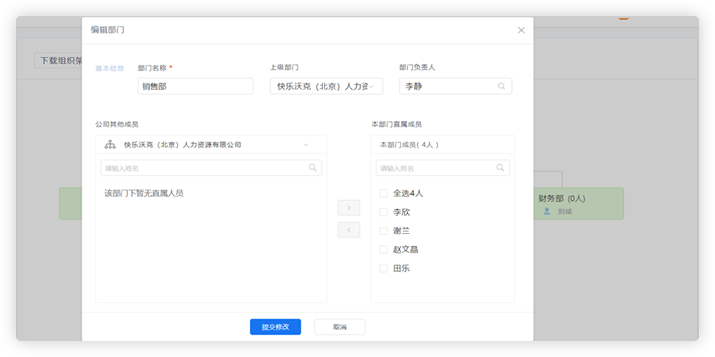 编辑部门
下载组织架
基本信息
部门名称 *
上级部门
部门负责人
销售部
快乐沃克（北京）人力资
李静
公司其他成员
本部门直属成员
快乐沃克（北京）人力资源有限公司
本部门成员( 4人 )
请输入姓名
请输入姓名
该部门下暂无直属人员
全选4人
李欣
谢兰
赵文晶
田乐
财务部 (0人)
刘斌
提交修改
取消